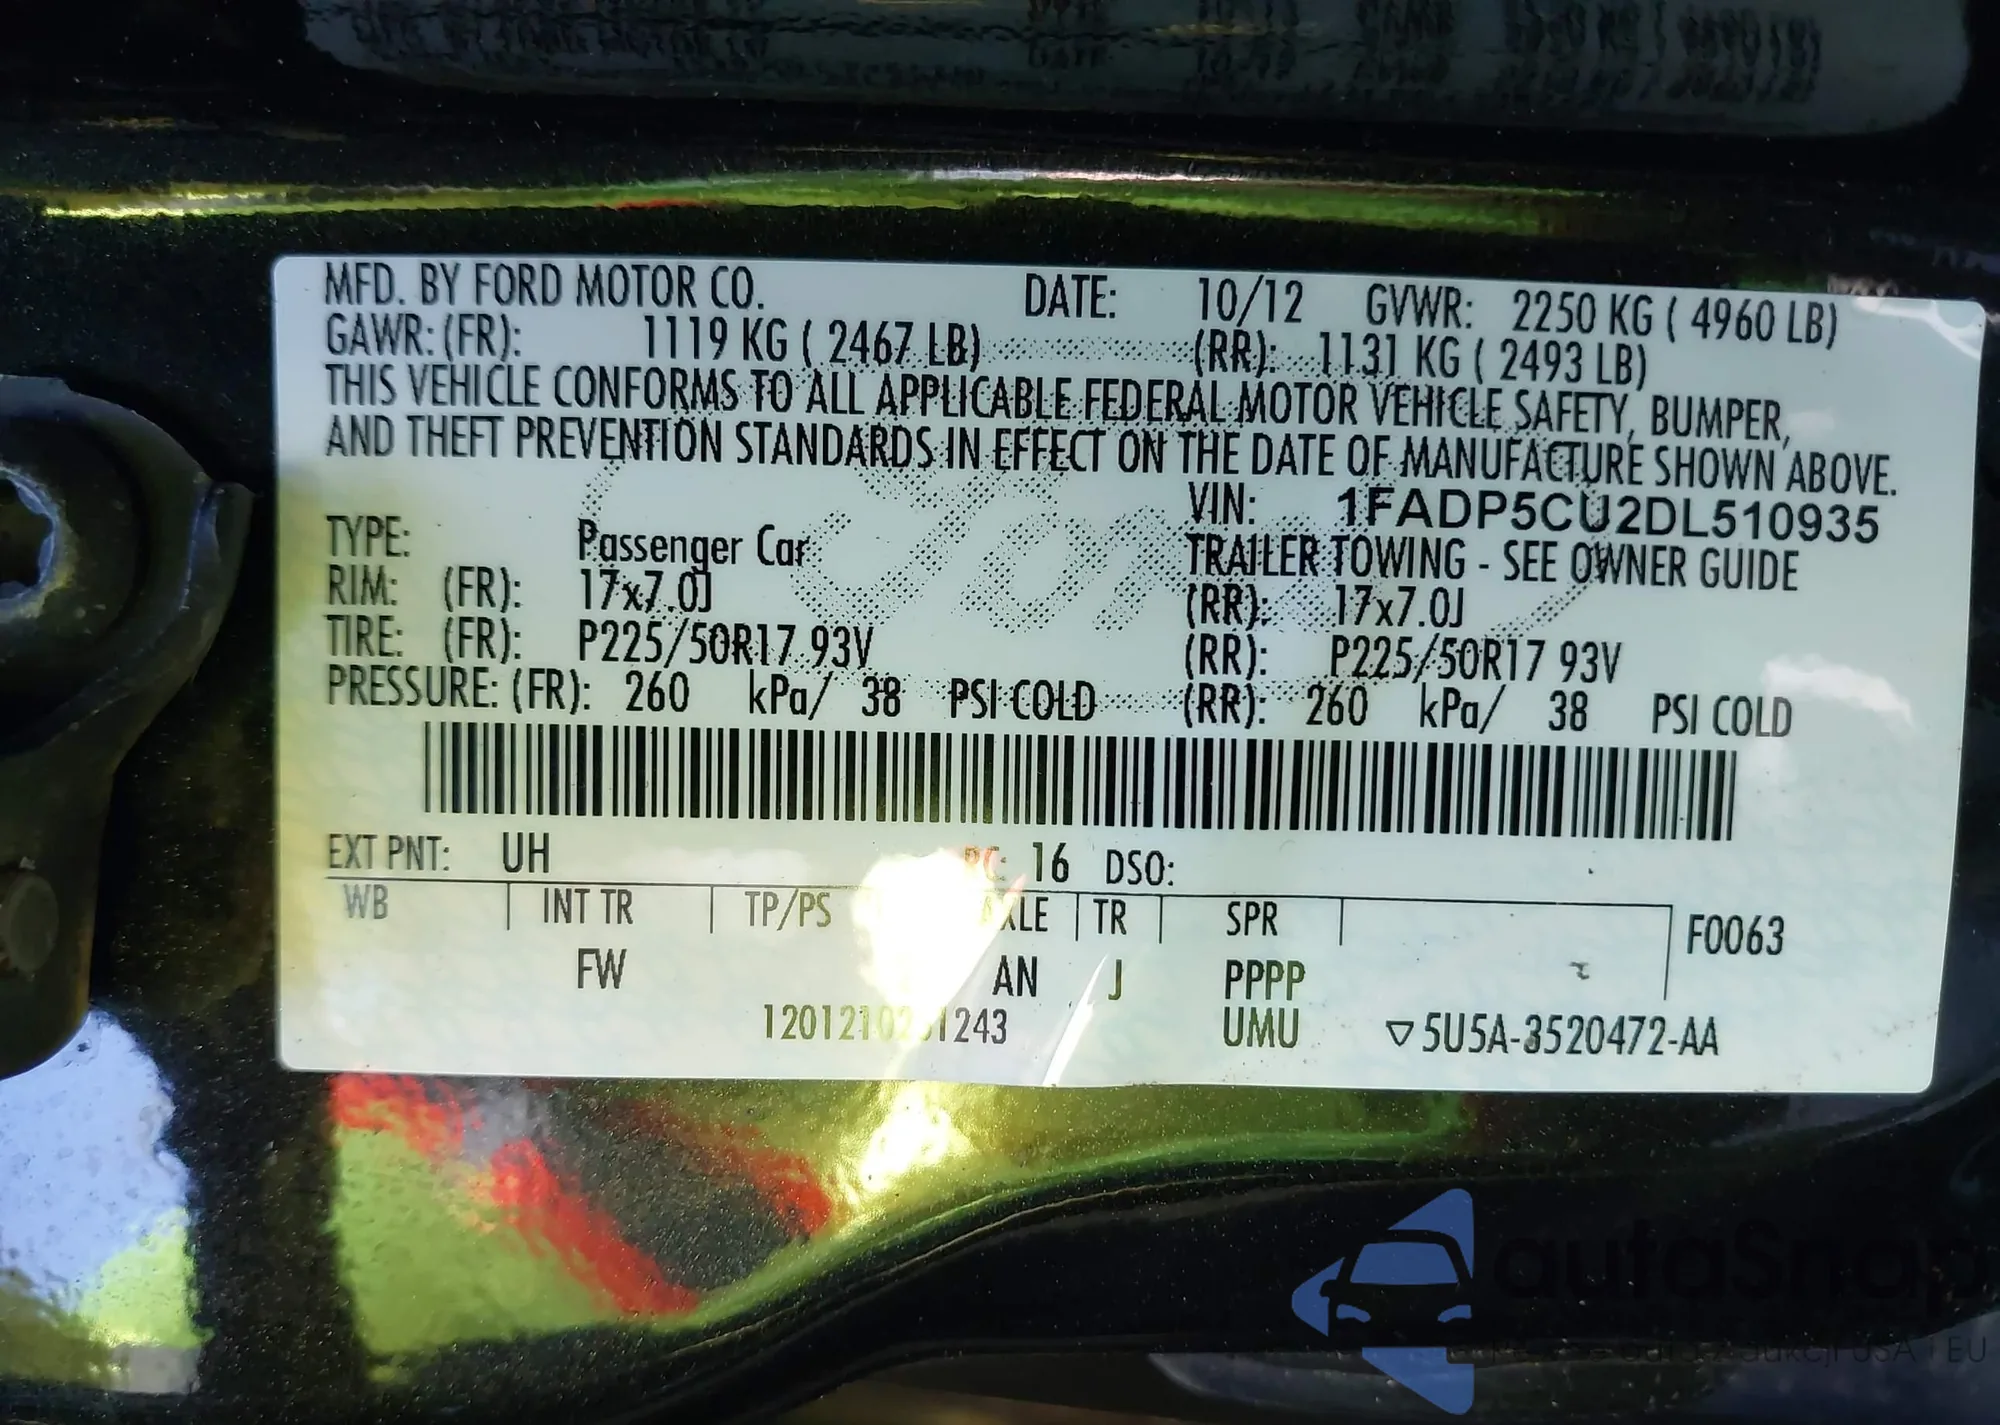 MFD. BY FORD MOTOR CO. DATE: 10/12 GVWR: 2250 KG ( 4960 LB)
GAWR: (FR): 1119 KG ( 2467 LB) (RR): 1131 KG ( 2493 LB)
THIS VEHICLE CONFORMS TO ALL APPLICABLE FEDERAL MOTOR VEHICLE SAFETY, BUMPER,
AND THEFT PREVENTION STANDARDS IN EFFECT ON THE DATE OF MANUFACTURE SHOWN ABOVE.
VIN: 1FADP5CU2DL510935
TYPE: Passenger Car TRAILER TOWING - SEE OWNER GUIDE
RIM: (FR): 17x7.0J (RR): 17x7.0J
TIRE: (FR): P225/50R17 93V (RR): P225/50R17 93V
PRESSURE: (FR): 260 kPa/ 38 PSI COLD (RR): 260 kPa/ 38 PSI COLD
EXT PNT: UH RC: 16 DSO:
WB INT TR TP/PS AXLE TR SPR F0063
FW AN J PPPP
UMU 5U5A-3520472-AA
autoSnap
USA EU